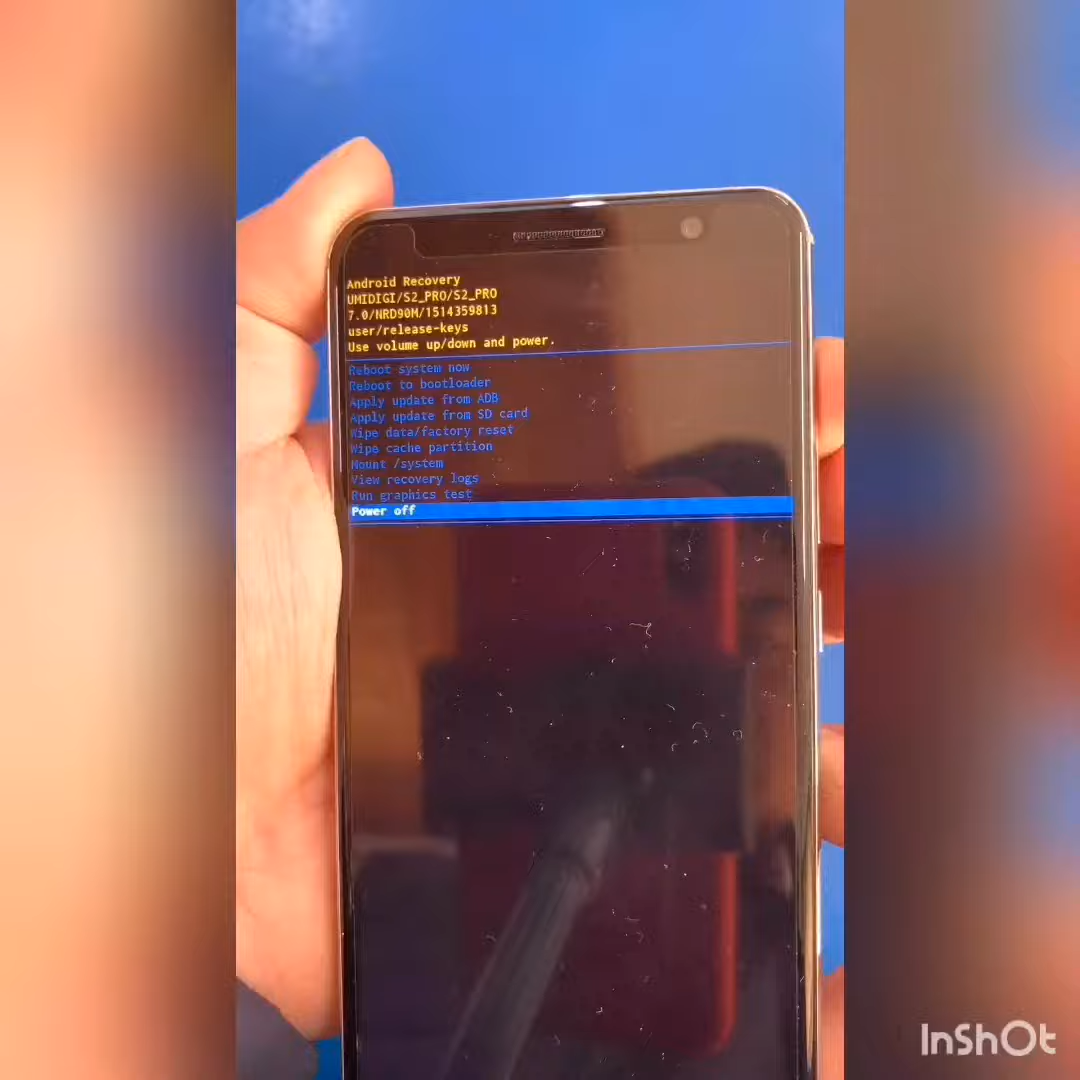 Android Recovery
UMIDIGI/S2_PRO/S2_PRO
7.0/NRD90M/1514359813
user/release-keys
Use volume up/down and power.
Reboot system now
Reboot to bootloader
Apply update from ADB
Apply update from SD card
Wipe data/factory reset
Wipe cache partition
Mount /system
View recovery logs
Run graphics test
Power off
InShOt